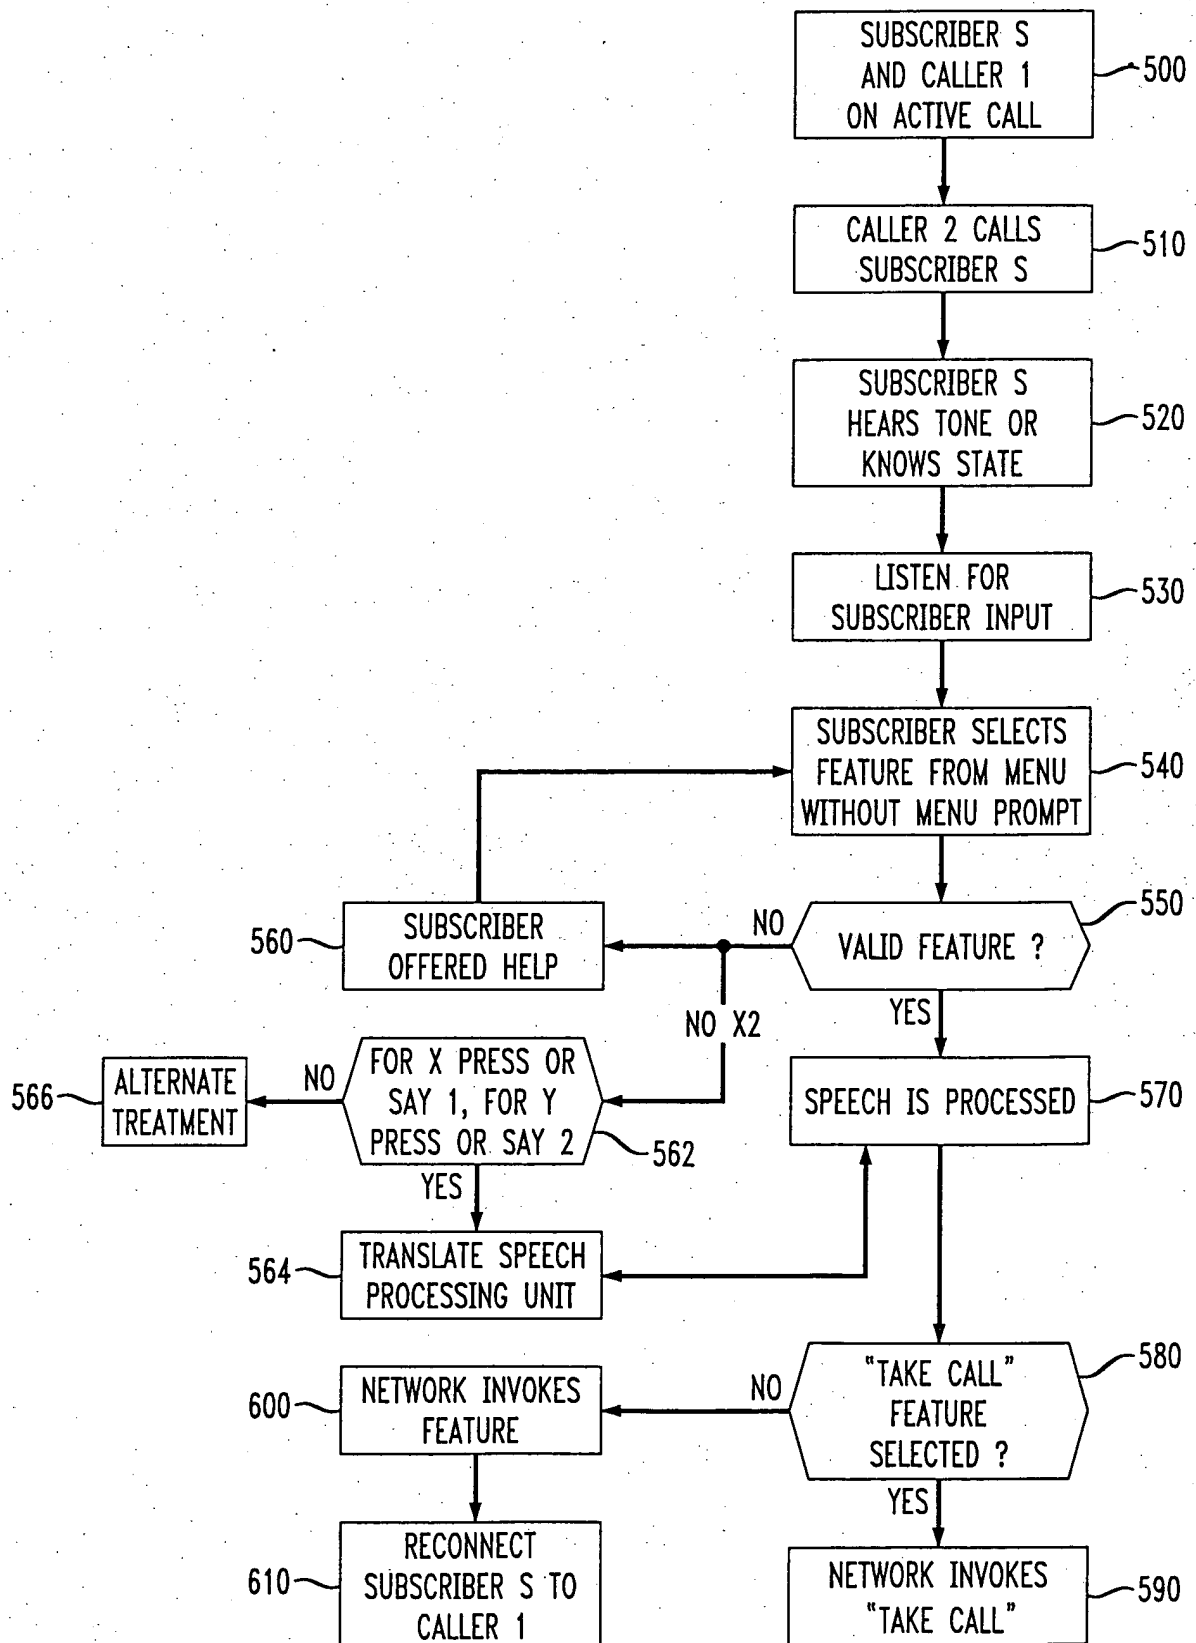 SUBSCRIBER S
AND CALLER 1
ON ACTIVE CALL
500
CALLER 2 CALLS
SUBSCRIBER S
510
SUBSCRIBER S
HEARS TONE OR
KNOWS STATE
520
LISTEN FOR
SUBSCRIBER INPUT
530
SUBSCRIBER SELECTS
FEATURE FROM MENU
WITHOUT MENU PROMPT
540
550
VALID FEATURE ?
NO
YES
560
SUBSCRIBER
OFFERED HELP
NO X2
FOR X PRESS OR
SAY 1, FOR Y
PRESS OR SAY 2
562
NO
YES
566
ALTERNATE
TREATMENT
SPEECH IS PROCESSED
570
564
TRANSLATE SPEECH
PROCESSING UNIT
"TAKE CALL"
FEATURE
SELECTED ?
580
NO
YES
600
NETWORK INVOKES
FEATURE
610
RECONNECT
SUBSCRIBER S TO
CALLER 1
NETWORK INVOKES
"TAKE CALL"
590